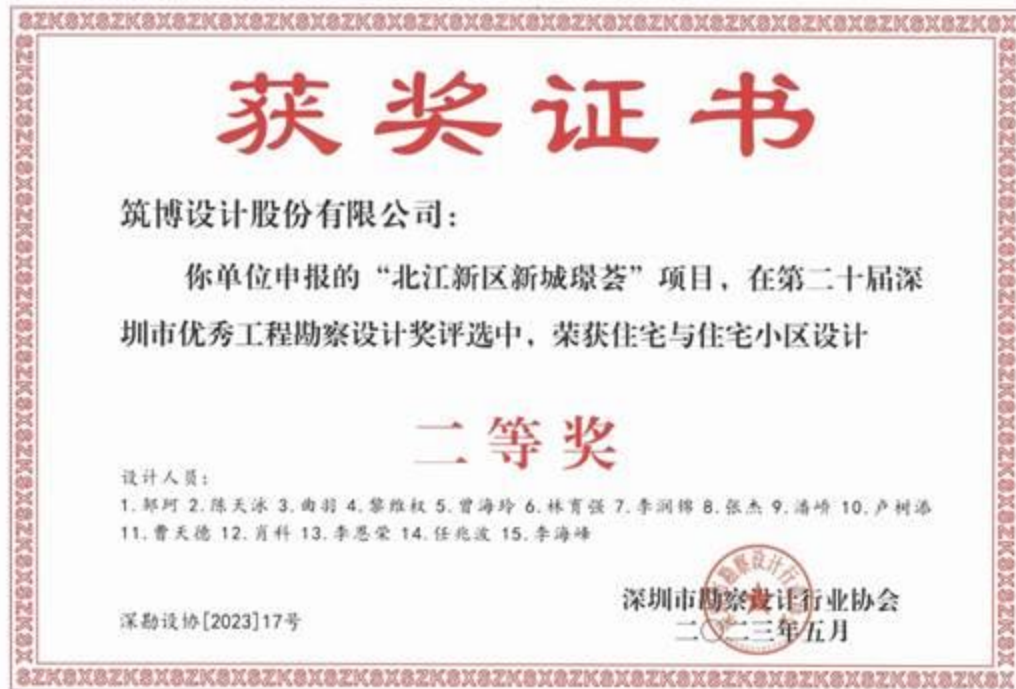 获奖证书
筑博设计股份有限公司：
你单位申报的“北江新区新城璟荟”项目，在第二十届深
圳市优秀工程勘察设计奖评选中，荣获住宅与住宅小区设计
二等奖
设计人员：
1.邹珂 2.陈天泳 3.曲羽 4.黎维权 5.曾海玲 6.林育强 7.李润锦 8.张杰 9.潘峤 10.卢树添
11.曹天德 12.肖科 13.李恩荣 14.任兆波 15.李海峰
深圳市勘察设计行业协会
二〇二三年五月
深勘设协[2023]17号